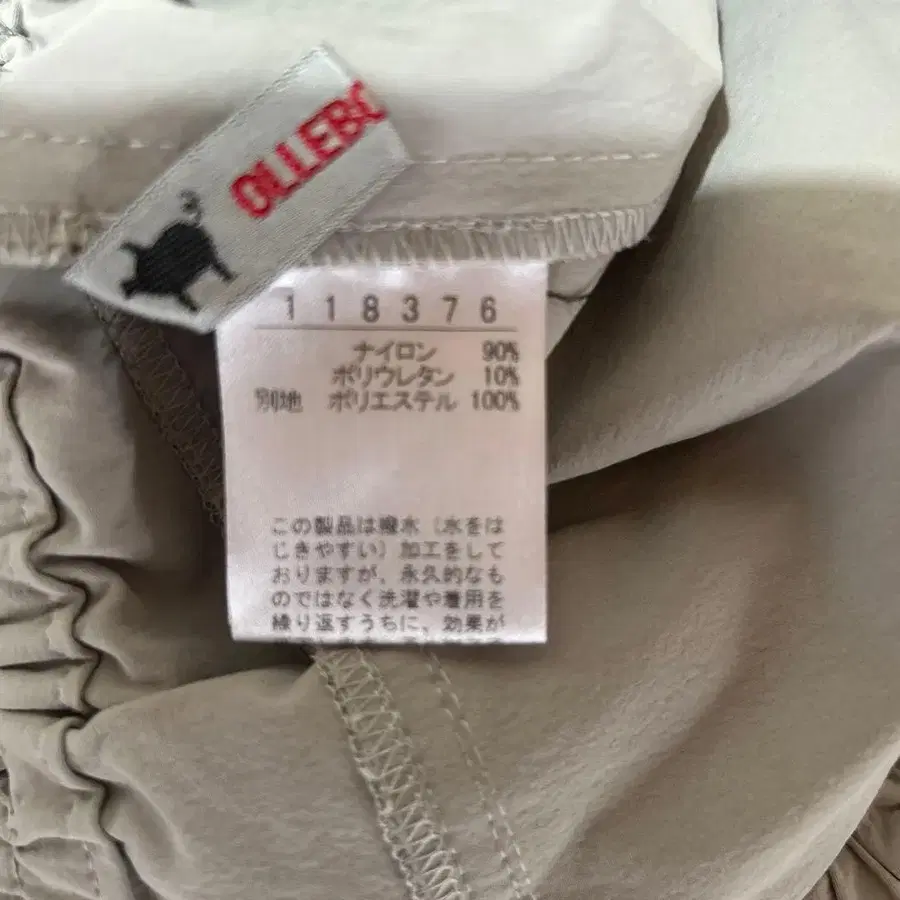 OLLEBO
118376
ナイロン 90%
ポリウレタン 10%
別地 ポリエステル 100%
この製品は撥水（水をは
じきやすい）加工をして
おりますが、永久的なも
のではなく洗濯や着用を
繰り返すうちに、効果が